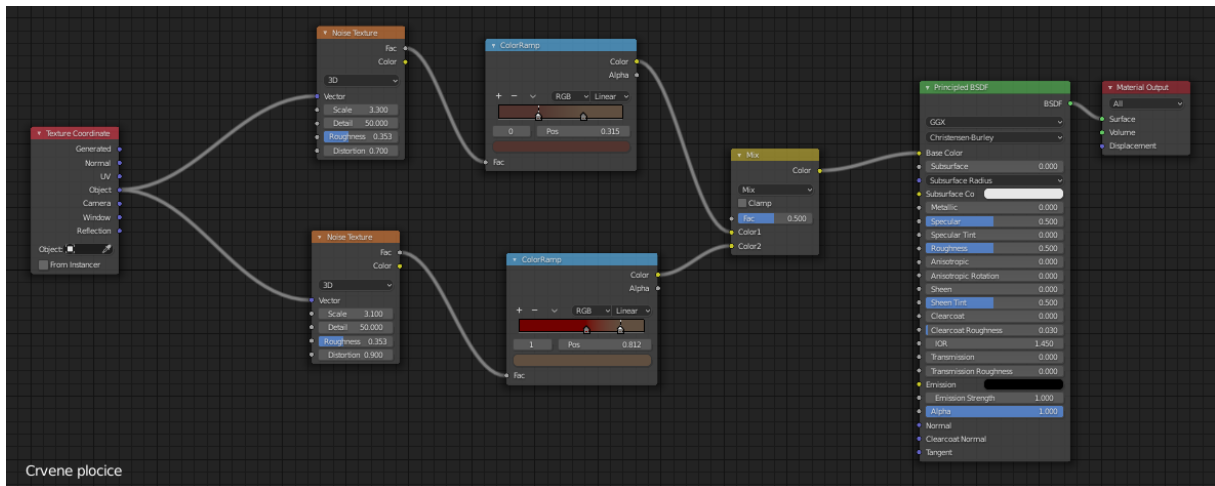 Texture Coordinate
Generated
Normal
UV
Object
Camera
Window
Reflection
Object:
From Instancer
Noise Texture
Fac
Color
3D
Vector
Scale 3.300
Detail 50.000
Roughness 0.353
Distortion 0.700
Noise Texture
Fac
Color
3D
Vector
Scale 3.100
Detail 50.000
Roughness 0.353
Distortion 0.900
ColorRamp
Color
Alpha
RGB Linear
0 Pos 0.315
Fac
ColorRamp
Color
Alpha
RGB Linear
1 Pos 0.812
Fac
Mix
Color
Mix
Clamp
Fac 0.500
Color1
Color2
Principled BSDF
BSDF
GGX
Christensen-Burley
Base Color
Subsurface 0.000
Subsurface Radius
Subsurface Co
Metallic 0.000
Specular 0.500
Specular Tint 0.000
Roughness 0.500
Anisotropic 0.000
Anisotropic Rotation 0.000
Sheen 0.000
Sheen Tint 0.500
Clearcoat 0.000
Clearcoat Roughness 0.030
IOR 1.450
Transmission 0.000
Transmission Roughness 0.000
Emission
Emission Strength 1.000
Alpha 1.000
Normal
Clearcoat Normal
Tangent
Material Output
All
Surface
Volume
Displacement
Crvene plocice